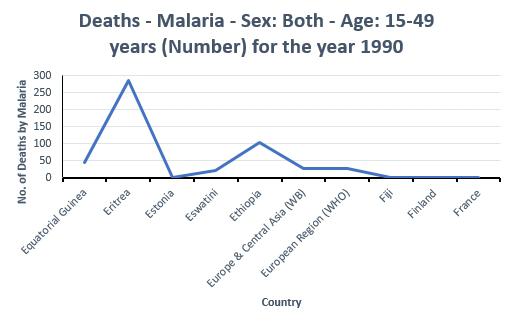 Deaths - Malaria - Sex: Both - Age: 15-49
years (Number) for the year 1990
No. of Deaths by Malaria
300
250
200
150
100
50
0
Equatorial Guinea
Eritrea
Estonia
Eswatini
Ethiopia
Europe & Central Asia (WB)
European Region (WHO)
Fiji
Finland
France
Country